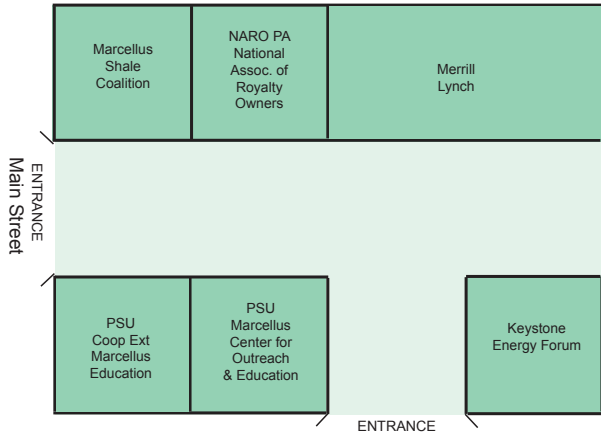 Marcellus
Shale
Coalition
NARO PA
National
Assoc. of
Royalty
Owners
Merrill
Lynch
ENTRANCE
Main Street
PSU
Coop Ext
Marcellus
Education
PSU
Marcellus
Center for
Outreach
& Education
Keystone
Energy Forum
ENTRANCE